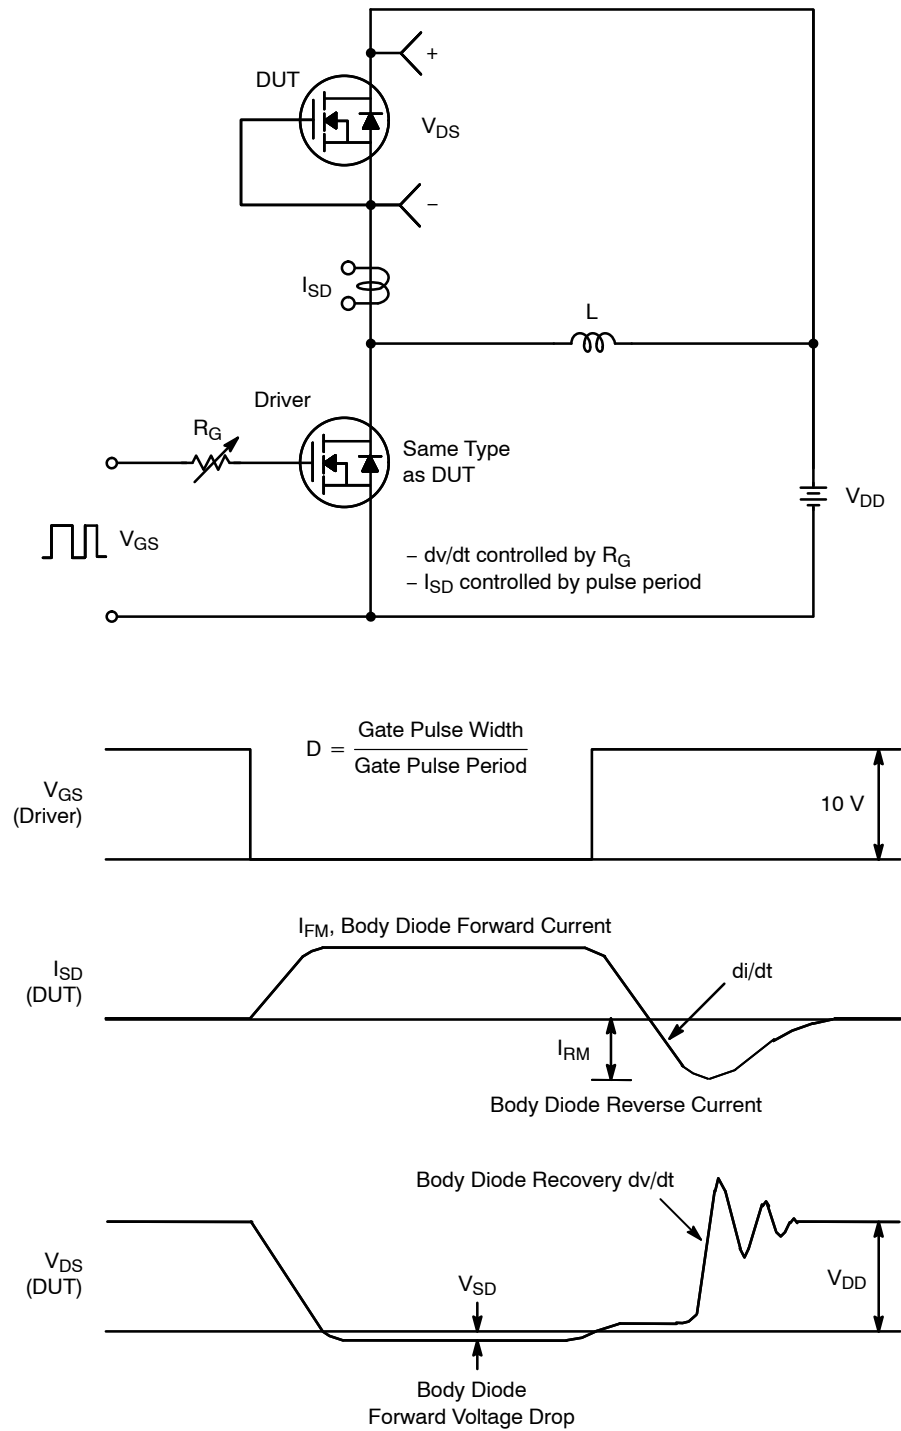 +
DUT
V_DS
−
I_SD
L
Driver
R_G
Same Type
as DUT
V_DD
V_GS
− dv/dt controlled by R_G
− I_SD controlled by pulse period
D = Gate Pulse Width
Gate Pulse Period
V_GS
(Driver)
10 V
I_FM, Body Diode Forward Current
I_SD
(DUT)
di/dt
I_RM
Body Diode Reverse Current
Body Diode Recovery dv/dt
V_DS
(DUT)
V_SD
V_DD
Body Diode
Forward Voltage Drop